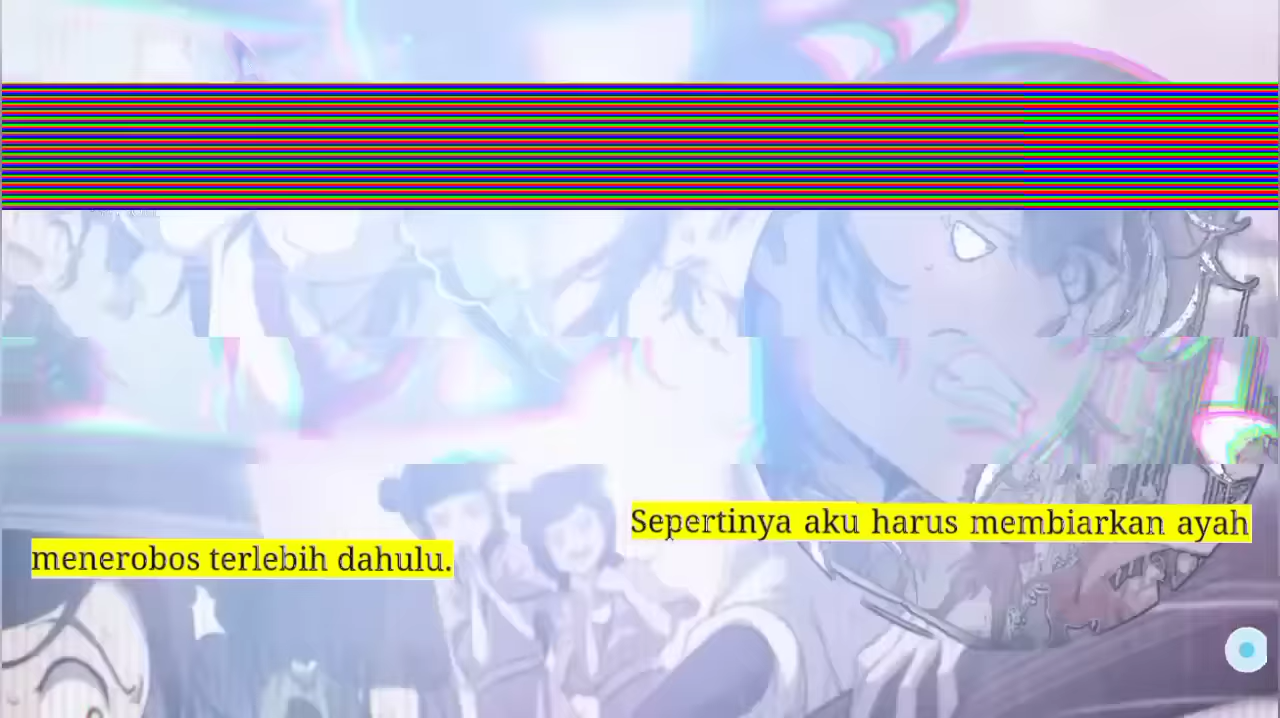 Sepertinya aku harus membiarkan ayah
menerobos terlebih dahulu.